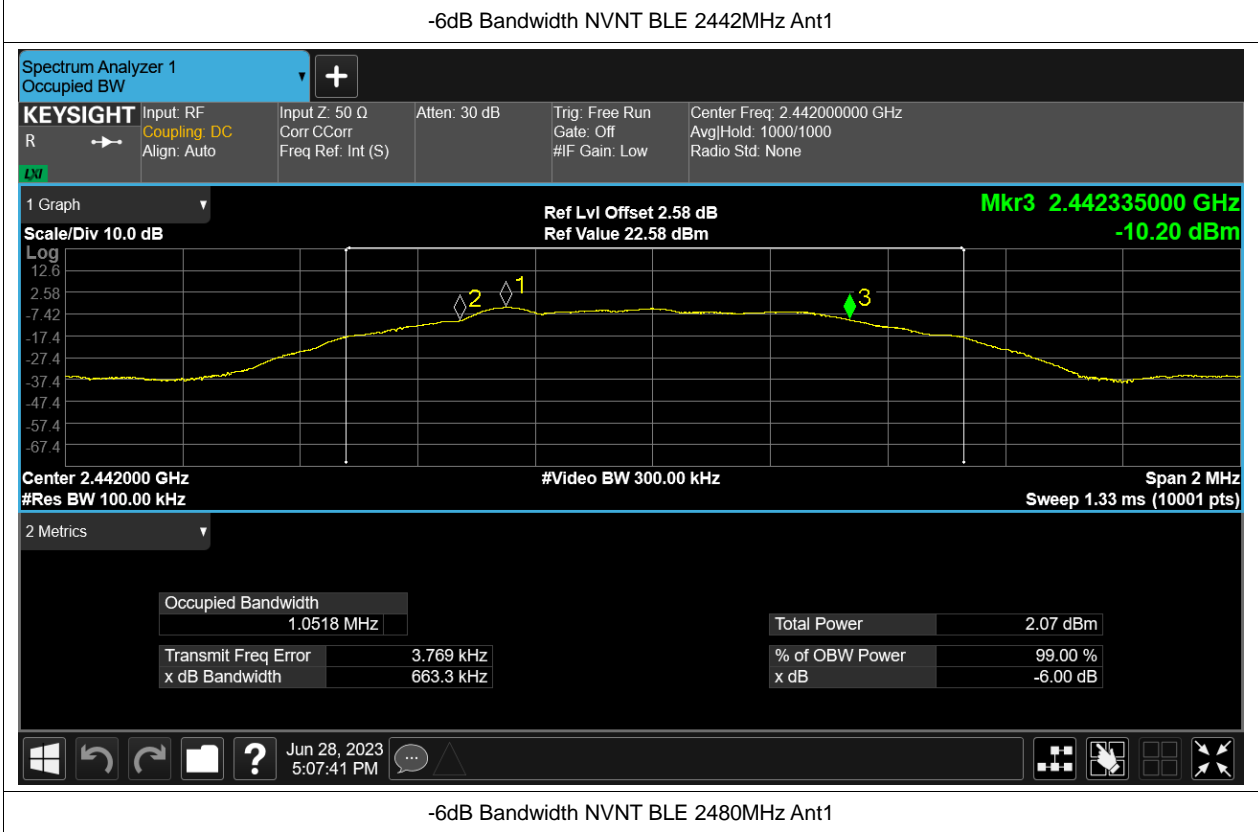 -6dB Bandwidth NVNT BLE 2442MHz Ant1
Spectrum Analyzer 1
Occupied BW
KEYSIGHT
R
LXI
Input: RF
Coupling: DC
Align: Auto
Input Z: 50 Ω
Corr CCorr
Freq Ref: Int (S)
Atten: 30 dB
Trig: Free Run
Gate: Off
#IF Gain: Low
Center Freq: 2.442000000 GHz
Avg|Hold: 1000/1000
Radio Std: None
1 Graph
Scale/Div 10.0 dB
Ref Lvl Offset 2.58 dB
Ref Value 22.58 dBm
Mkr3 2.442335000 GHz
-10.20 dBm
Log
12.6
2.58
-7.42
-17.4
-27.4
-37.4
-47.4
-57.4
-67.4
2
1
3
Center 2.442000 GHz
#Video BW 300.00 kHz
Span 2 MHz
#Res BW 100.00 kHz
Sweep 1.33 ms (10001 pts)
2 Metrics
Occupied Bandwidth
1.0518 MHz
Total Power 2.07 dBm
Transmit Freq Error 3.769 kHz
% of OBW Power 99.00 %
x dB Bandwidth 663.3 kHz
x dB -6.00 dB
?
Jun 28, 2023
5:07:41 PM
-6dB Bandwidth NVNT BLE 2480MHz Ant1